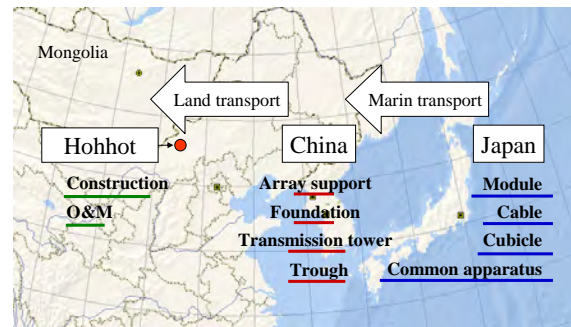 Mongolia
Land transport
Marin transport
Hohhot
China
Japan
Construction
Array support
Module
O&M
Foundation
Cable
Transmission tower
Cubicle
Trough
Common apparatus